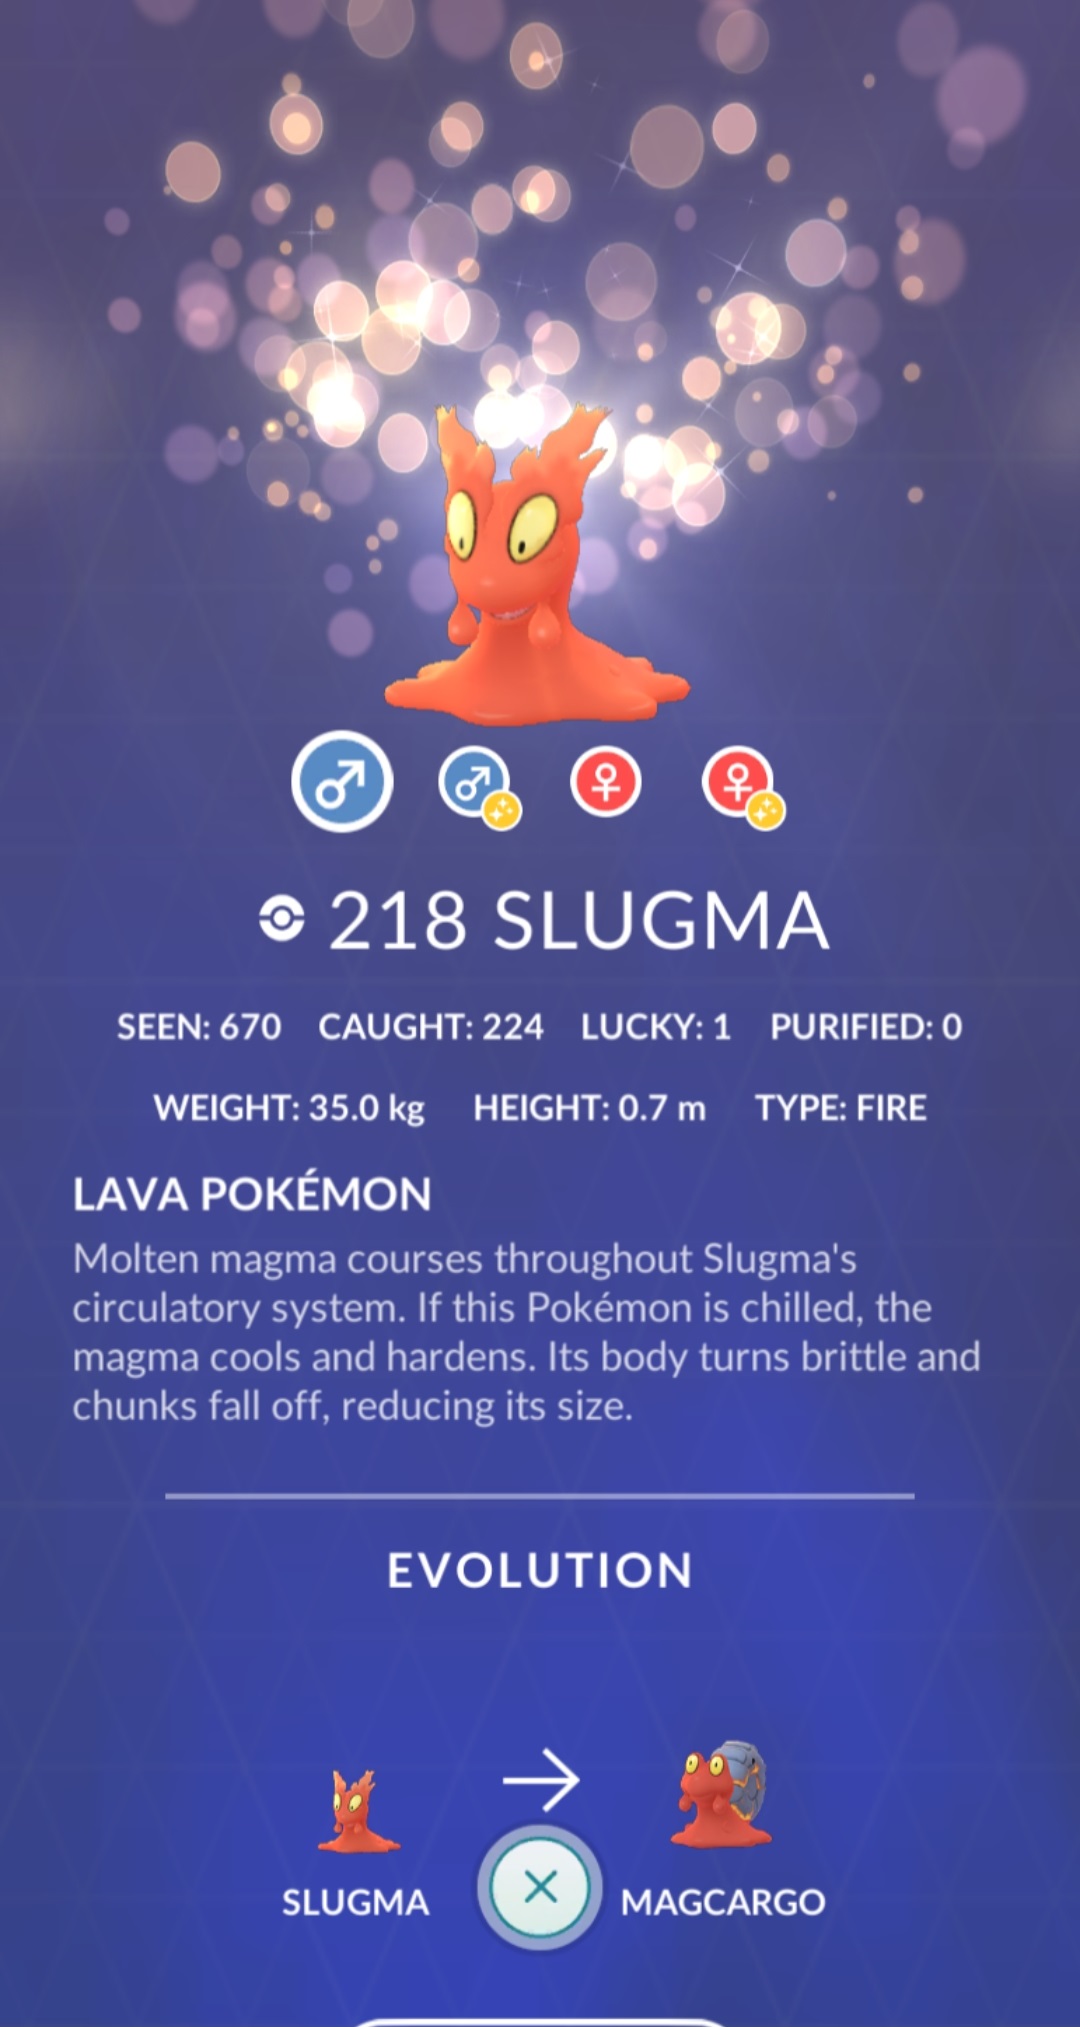 218 SLUGMA
SEEN: 670 CAUGHT: 224 LUCKY: 1 PURIFIED: 0
WEIGHT: 35.0 kg HEIGHT: 0.7 m TYPE: FIRE
LAVA POKÉMON
Molten magma courses throughout Slugma's
circulatory system. If this Pokémon is chilled, the
magma cools and hardens. Its body turns brittle and
chunks fall off, reducing its size.
EVOLUTION
SLUGMA MAGCARGO